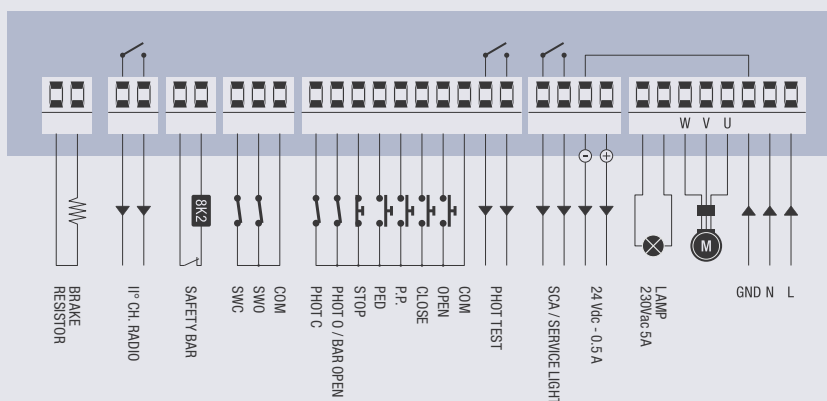 W V U
− +
8K2
M
BRAKE
RESISTOR
II° CH. RADIO
SAFETY BAR
SWC
SWO
COM
PHOT C
PHOT O / BAR OPEN
STOP
PED
P.P.
CLOSE
OPEN
COM
PHOT TEST
SCA / SERVICE LIGHT
24 Vdc - 0.5 A
LAMP
230Vac 5A
GND N L